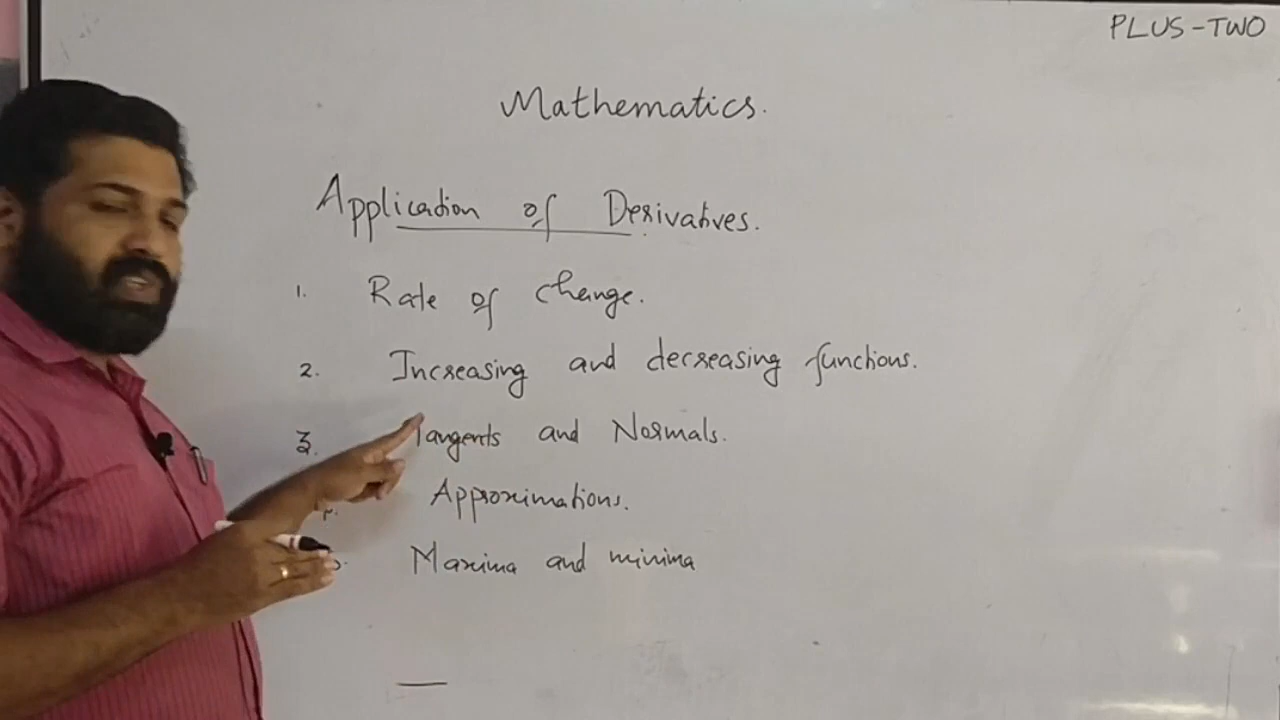 PLUS-TWO
Mathematics.
Application of Derivatives.
1. Rate of change.
2. Increasing and decreasing functions.
3. Tangents and Normals.
Approximations.
Maxima and minima